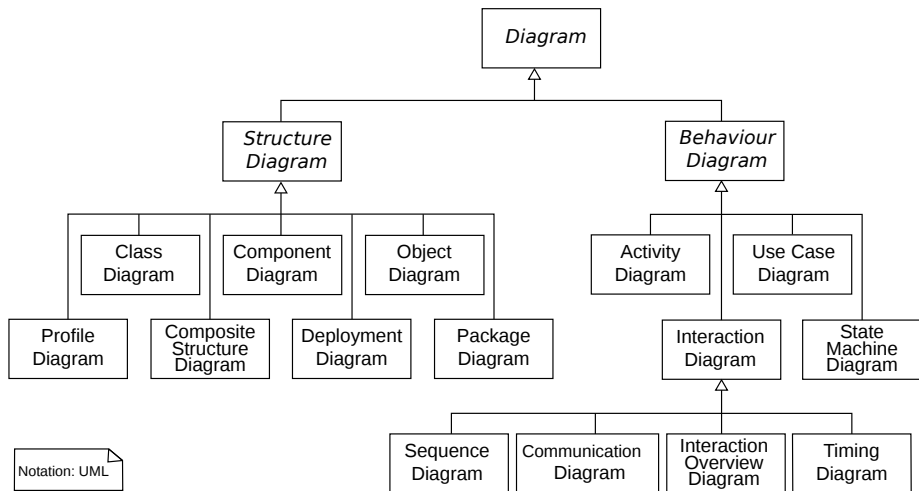 Diagram
Structure
Diagram
Behaviour
Diagram
Class
Diagram
Component
Diagram
Object
Diagram
Activity
Diagram
Use Case
Diagram
Profile
Diagram
Composite
Structure
Diagram
Deployment
Diagram
Package
Diagram
Interaction
Diagram
State
Machine
Diagram
Sequence
Diagram
Communication
Diagram
Interaction
Overview
Diagram
Timing
Diagram
Notation: UML